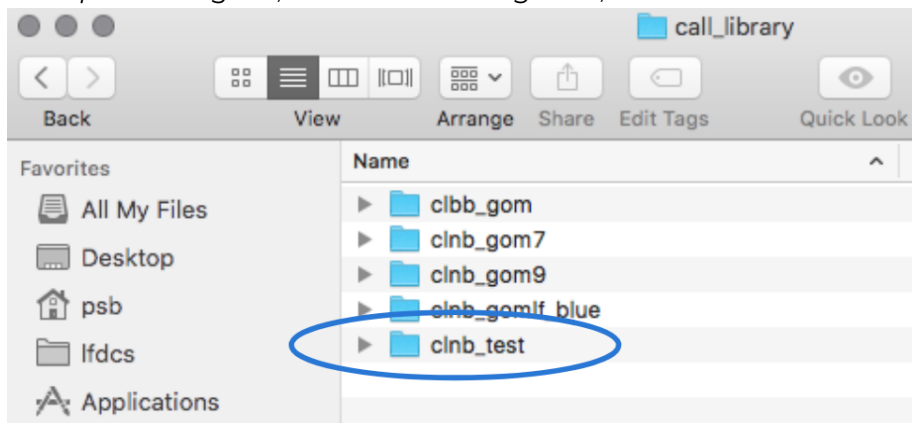 call_library
Back View Arrange Share Edit Tags Quick Look
Favorites
Name
All My Files
Desktop
psb
lfdcs
Applications
clbb_gom
clnb_gom7
clnb_gom9
clnb_gomlf_blue
clnb_test